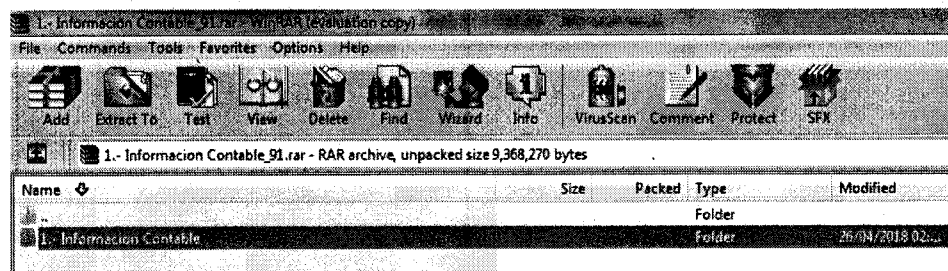 1.- Informacion Contable_91.rar - WinRAR (evaluation copy)
File Commands Tools Favorites Options Help
Add Extract To Test View Delete Find Wizard Info VirusScan Comment Protect SFX
1.- Informacion Contable_91.rar - RAR archive, unpacked size 9,368,270 bytes
Name Size Packed Type Modified
.. Folder
1.- Informacion Contable Folder 26/04/2018 02:...